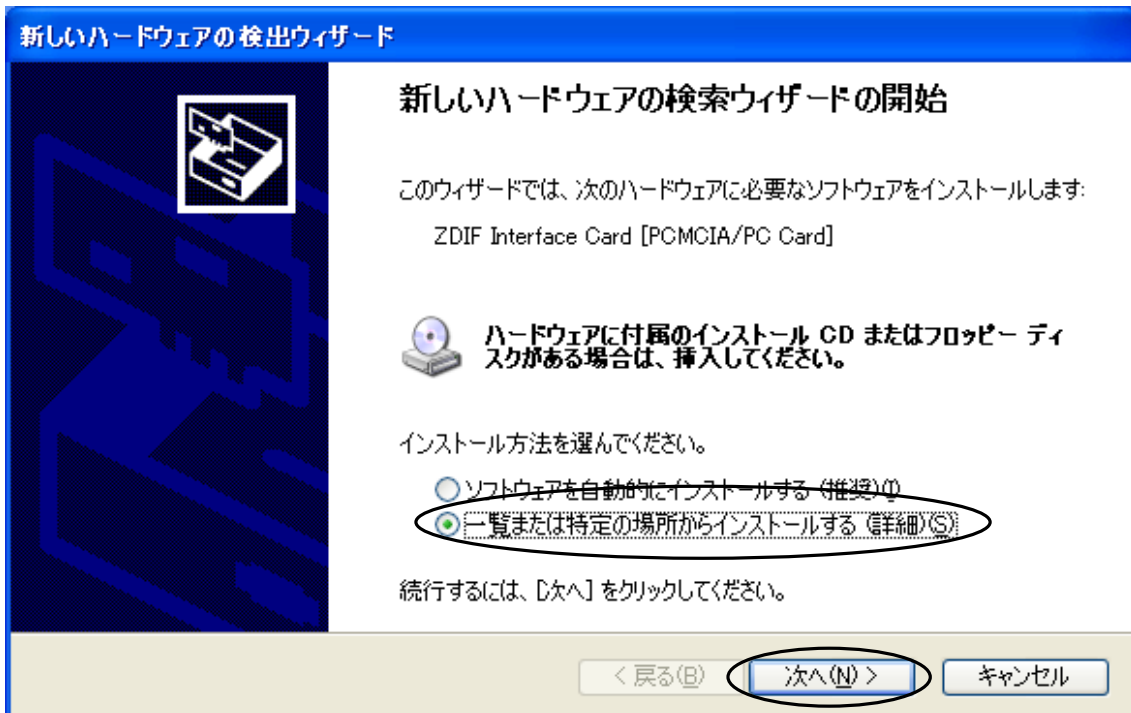 新しいハードウェアの検出ウィザード
新しいハードウェアの検索ウィザードの開始
このウィザードでは、次のハードウェアに必要なソフトウェアをインストールします:
ZDIF Interface Card [PCMCIA/PC Card]
ハードウェアに付属のインストール CD またはフロッピー ディ
スクがある場合は、挿入してください。
インストール方法を選んでください。
ソフトウェアを自動的にインストールする (推奨)(I)
一覧または特定の場所からインストールする (詳細)(S)
続行するには、[次へ] をクリックしてください。
< 戻る(B)
次へ(N) >
キャンセル